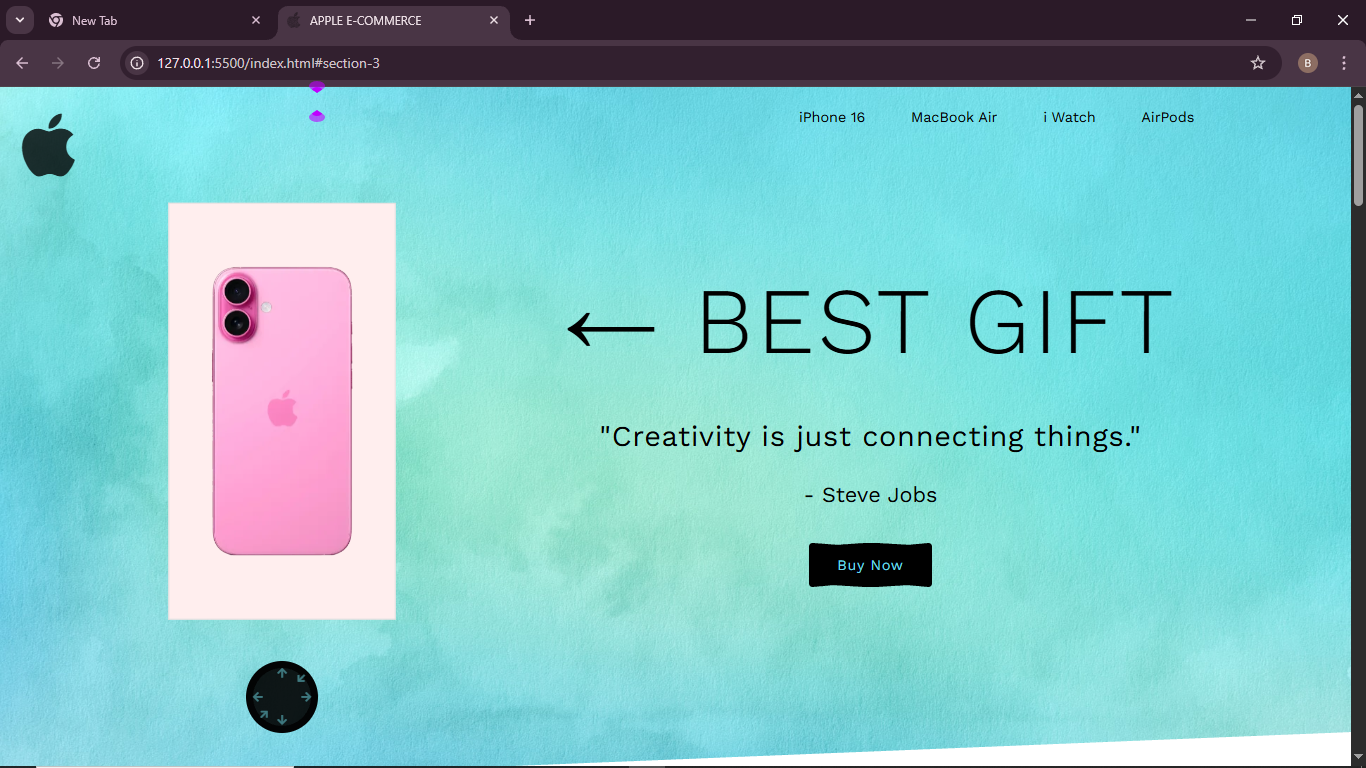 New Tab
APPLE E-COMMERCE
127.0.0.1:5500/index.html#section-3
B
iPhone 16
MacBook Air
i Watch
AirPods
← BEST GIFT
"Creativity is just connecting things."
- Steve Jobs
Buy Now